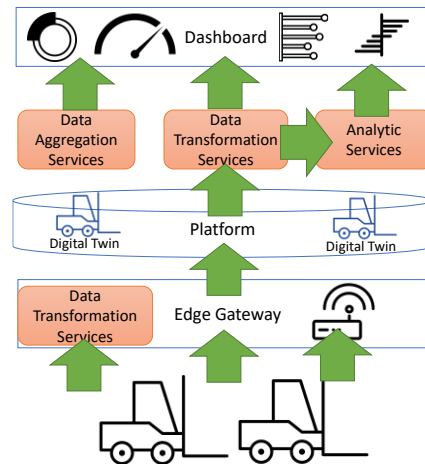 Dashboard
Data
Aggregation
Services
Data
Transformation
Services
Analytic
Services
Digital Twin
Platform
Digital Twin
Data
Transformation
Services
Edge Gateway